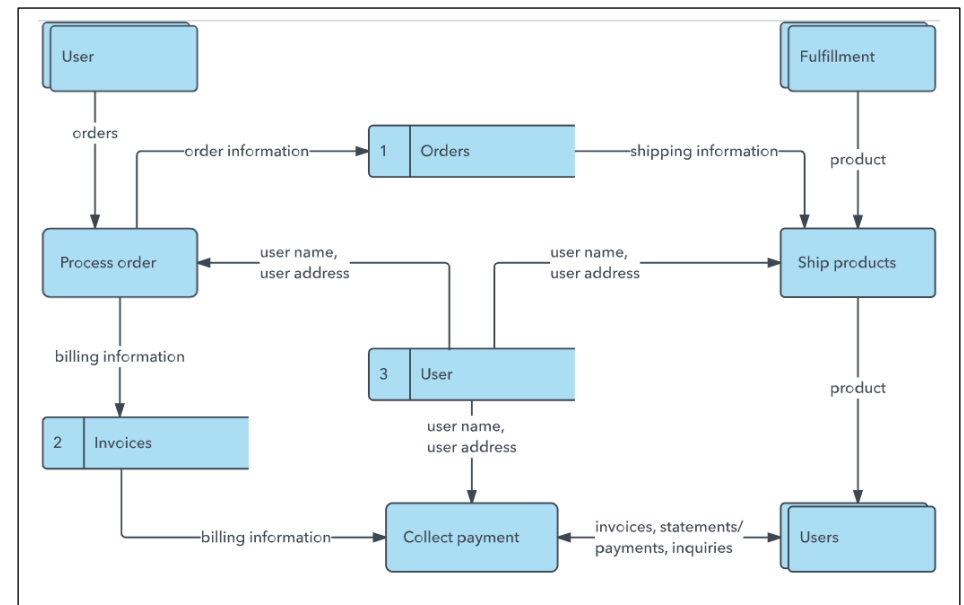 User
Fulfillment
orders
order information
1 Orders
shipping information
product
Process order
user name,
user address
user name,
user address
Ship products
billing information
3 User
product
2 Invoices
user name,
user address
billing information
Collect payment
invoices, statements/
payments, inquiries
Users